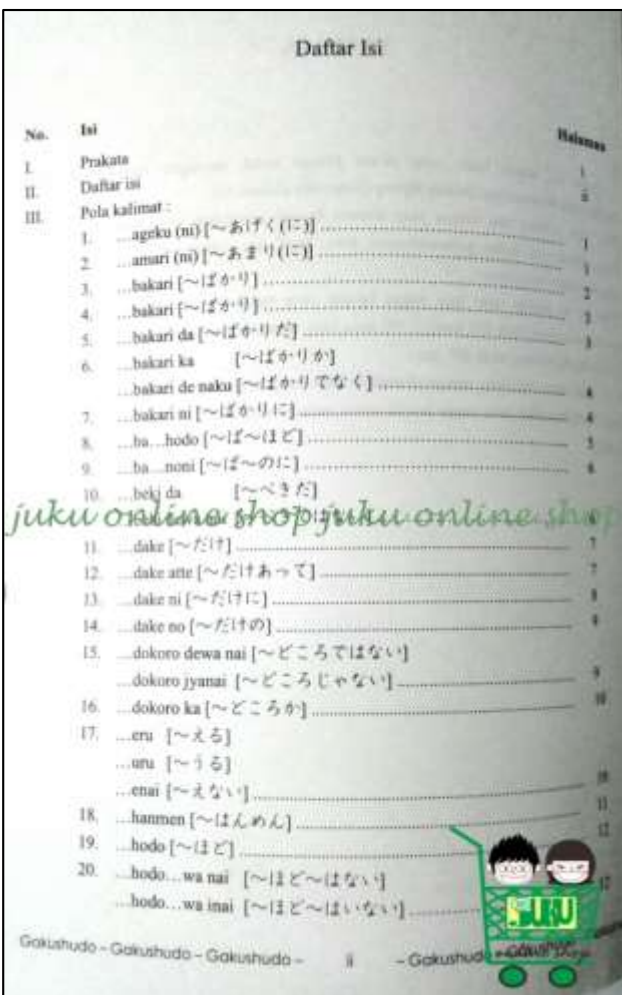 Daftar Isi
No. Isi Halaman
I. Prakata i
II. Daftar isi ii
III. Pola kalimat :
1. ...ageku (ni) [～あげく(に)] 1
2. ...amari (ni) [～あまり(に)] 1
3. ...bakari [～ばかり] 2
4. ...bakari [～ばかり]
5. ...bakari da [～ばかりだ] 3
6. ...bakari ka [～ばかりか]
...bakari de naku [～ばかりでなく] 4
7. ...bakari ni [～ばかりに] 4
8. ...ba...hodo [～ば～ほど] 5
9. ...ba...noni [～ば～のに] 6
10. ...beki da [～べきだ]
juku online shop juku online shop
11. ...dake [～だけ] 7
12. ...dake atte [～だけあって] 7
13. ...dake ni [～だけに] 8
14. ...dake no [～だけの]
15. ...dokoro dewa nai [～どころではない]
...dokoro jyanai [～どころじゃない] 9
16. ...dokoro ka [～どころか] 10
17. ...eru [～える]
...uru [～うる]
...enai [～えない] 10
18. ...hanmen [～はんめん] 11
19. ...hodo [～ほど] 12
20. ...hodo...wa nai [～ほど～はない]
...hodo...wa inai [～ほど～はいない] 12
JUKU
Gakushudo – Gakushudo – Gakushudo – ii – Gakushudo